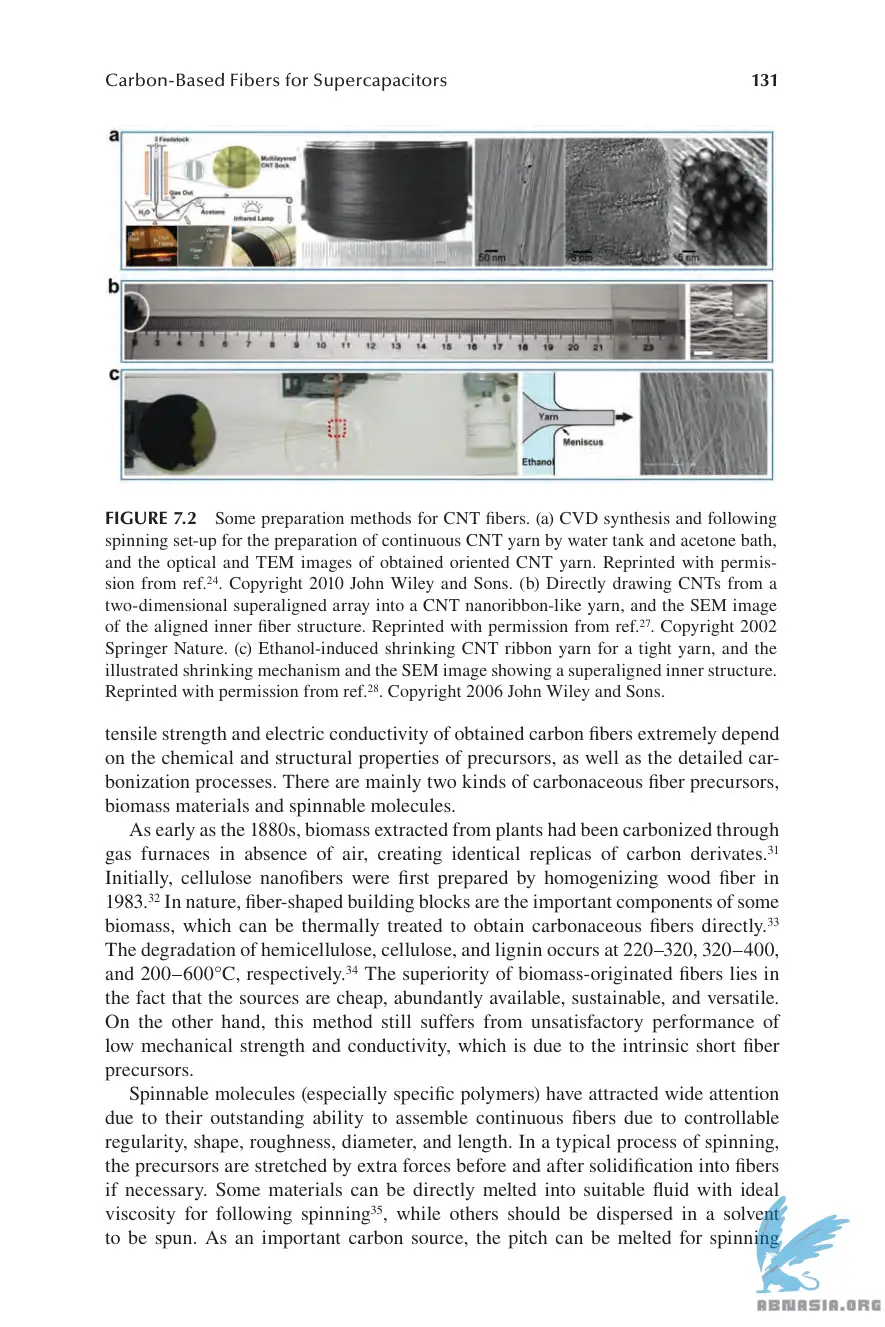 Carbon-Based Fibers for Supercapacitors 131
a
Feedstock
Multilayered
CNT Sock
Gas Out
H₂O
Acetone
Infrared Lamp
50 nm
5 nm
b
3 4 5 6 7 8 9 10 11 12 13 14 15 16 17 18 19 20 21 23
c
Yarn
Meniscus
Ethanol
FIGURE 7.2 Some preparation methods for CNT fibers. (a) CVD synthesis and following
spinning set-up for the preparation of continuous CNT yarn by water tank and acetone bath,
and the optical and TEM images of obtained oriented CNT yarn. Reprinted with permis-
sion from ref.²⁴. Copyright 2010 John Wiley and Sons. (b) Directly drawing CNTs from a
two-dimensional superaligned array into a CNT nanoribbon-like yarn, and the SEM image
of the aligned inner fiber structure. Reprinted with permission from ref.²⁷. Copyright 2002
Springer Nature. (c) Ethanol-induced shrinking CNT ribbon yarn for a tight yarn, and the
illustrated shrinking mechanism and the SEM image showing a superaligned inner structure.
Reprinted with permission from ref.²⁸. Copyright 2006 John Wiley and Sons.
tensile strength and electric conductivity of obtained carbon fibers extremely depend
on the chemical and structural properties of precursors, as well as the detailed car-
bonization processes. There are mainly two kinds of carbonaceous fiber precursors,
biomass materials and spinnable molecules.
As early as the 1880s, biomass extracted from plants had been carbonized through
gas furnaces in absence of air, creating identical replicas of carbon derivates.³¹
Initially, cellulose nanofibers were first prepared by homogenizing wood fiber in
1983.³² In nature, fiber-shaped building blocks are the important components of some
biomass, which can be thermally treated to obtain carbonaceous fibers directly.³³
The degradation of hemicellulose, cellulose, and lignin occurs at 220–320, 320–400,
and 200–600°C, respectively.³⁴ The superiority of biomass-originated fibers lies in
the fact that the sources are cheap, abundantly available, sustainable, and versatile.
On the other hand, this method still suffers from unsatisfactory performance of
low mechanical strength and conductivity, which is due to the intrinsic short fiber
precursors.
Spinnable molecules (especially specific polymers) have attracted wide attention
due to their outstanding ability to assemble continuous fibers due to controllable
regularity, shape, roughness, diameter, and length. In a typical process of spinning,
the precursors are stretched by extra forces before and after solidification into fibers
if necessary. Some materials can be directly melted into suitable fluid with ideal
viscosity for following spinning³⁵, while others should be dispersed in a solvent
to be spun. As an important carbon source, the pitch can be melted for spinning
ABNASIA.ORG